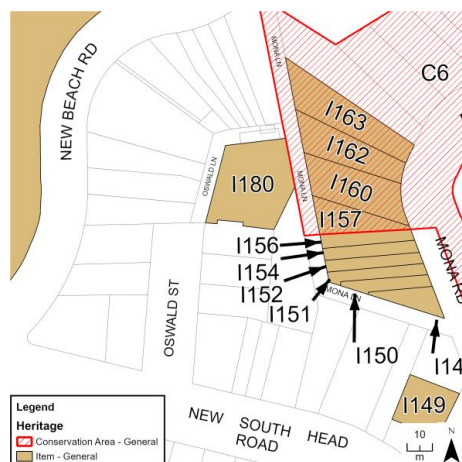 NEW BEACH RD
MONA LN
C6
I163
I162
MONA LN
I160
OSWALD LN
I180
I157
I156
I154
I152
I151
MONA LN
MONA RD
OSWALD ST
I150
I14
I149
NEW SOUTH HEAD
ROAD
Legend
Heritage
Conservation Area - General
Item - General
10
m
N